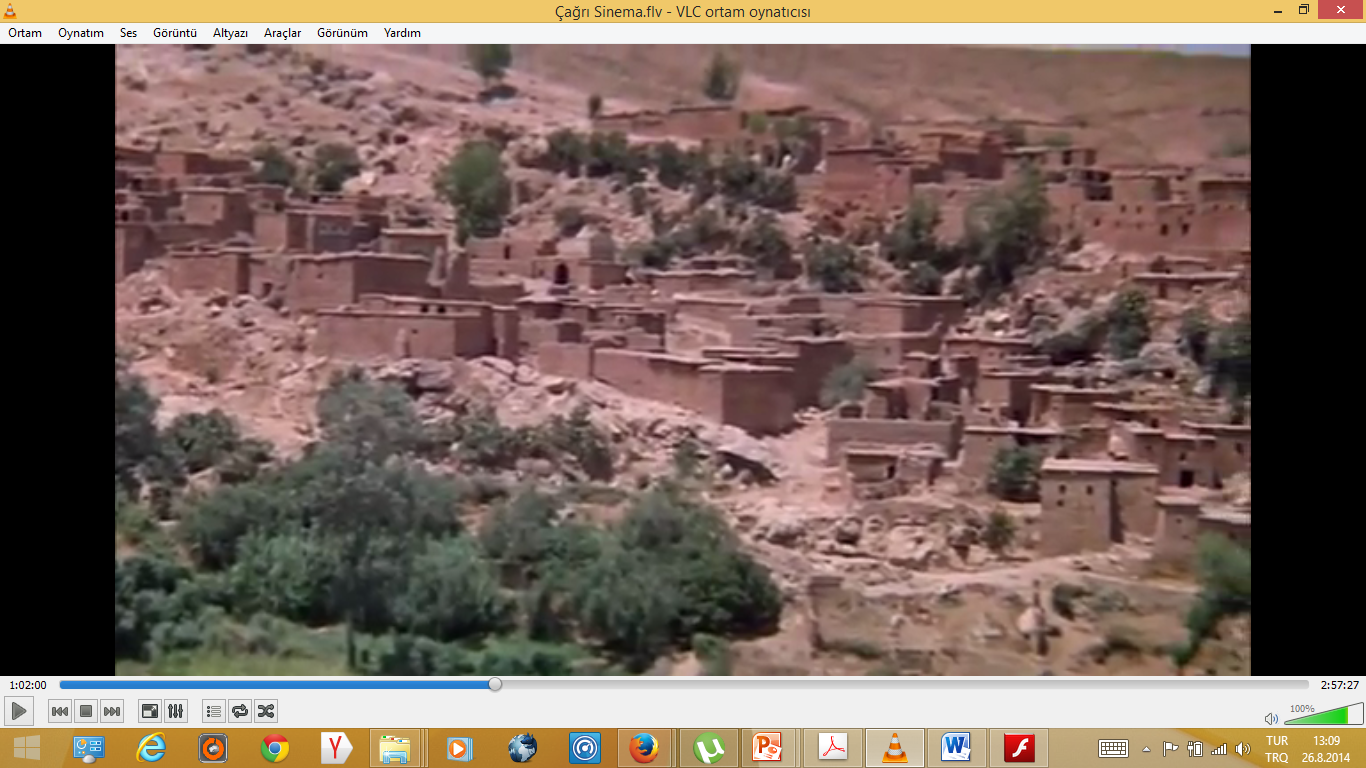 Çağrı Sinema.flv - VLC ortam oynatıcısı
Ortam Oynatım Ses Görüntü Altyazı Araçlar Görünüm Yardım
1:02:00 2:57:27
100%
TUR 13:09
TRQ 26.8.2014